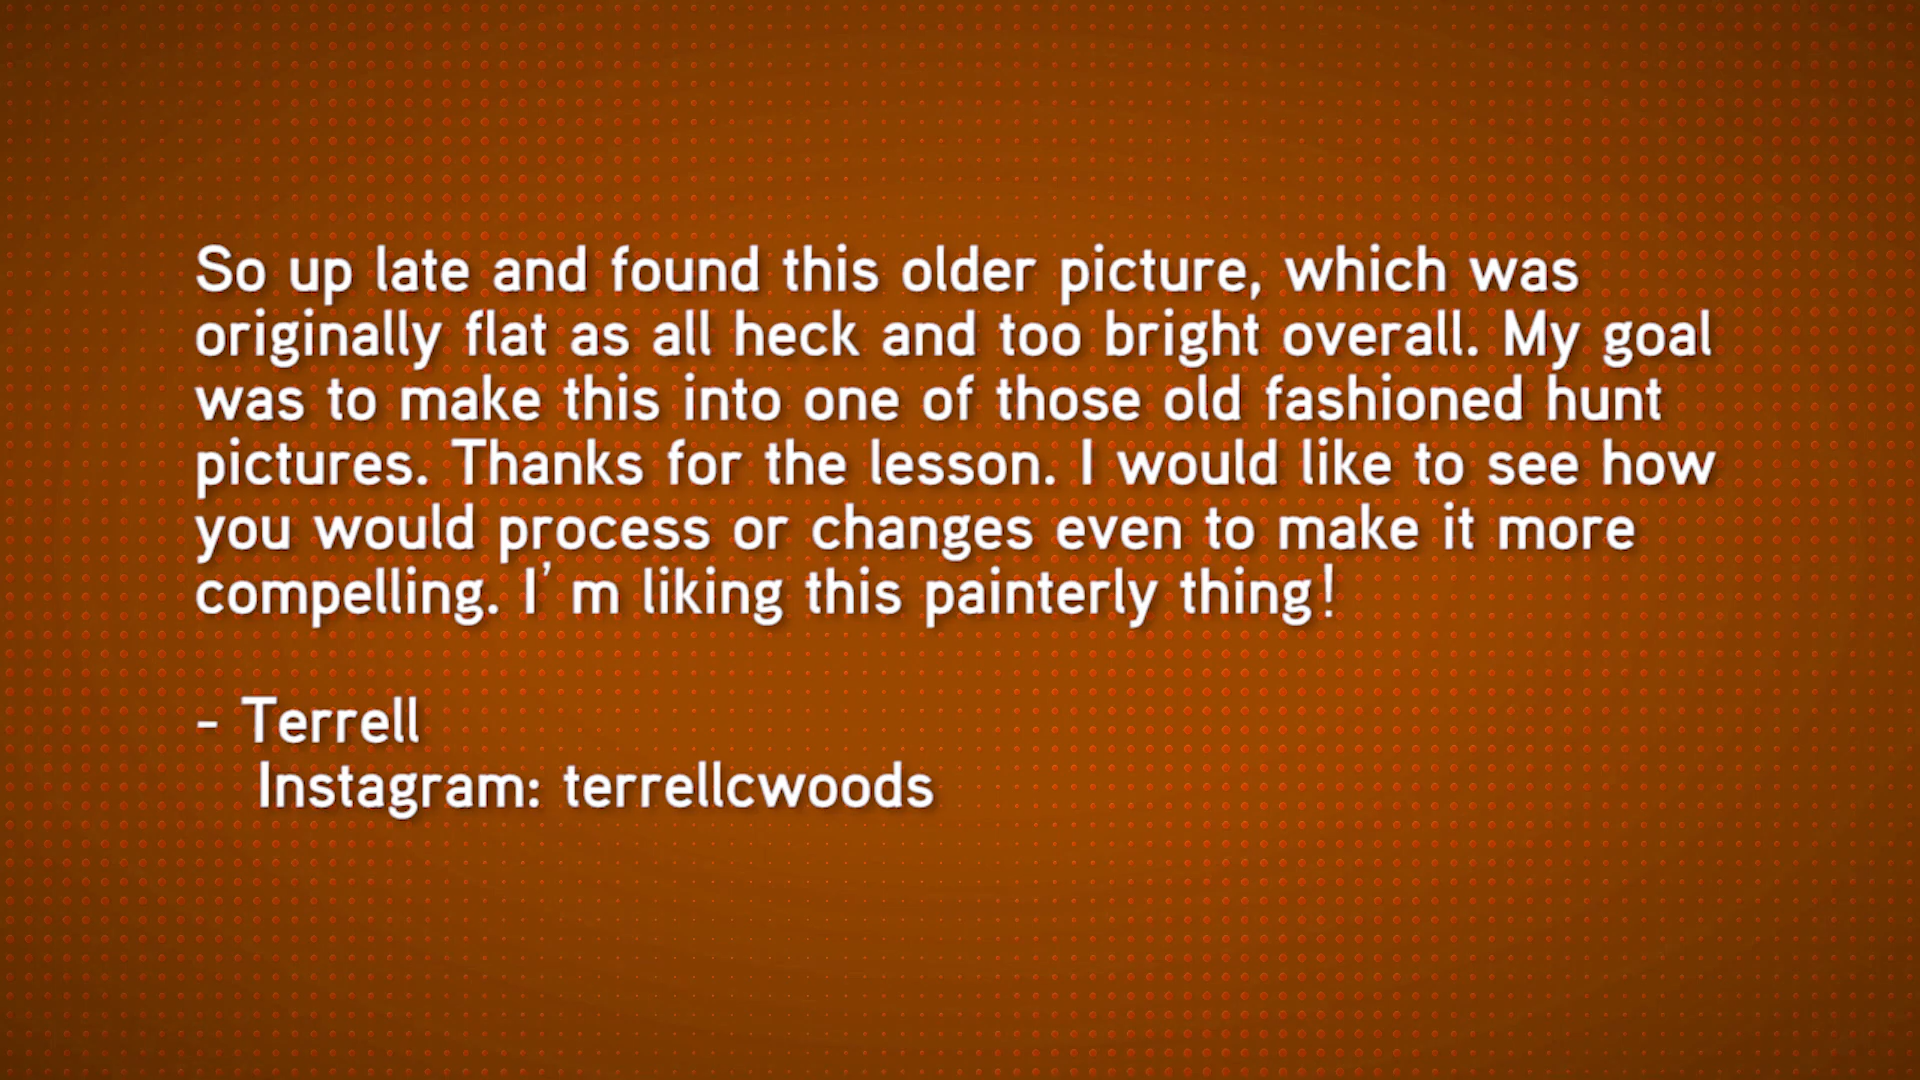 So up late and found this older picture, which was
originally flat as all heck and too bright overall. My goal
was to make this into one of those old fashioned hunt
pictures. Thanks for the lesson. I would like to see how
you would process or changes even to make it more
compelling. I’m liking this painterly thing!
- Terrell
Instagram: terrellcwoods